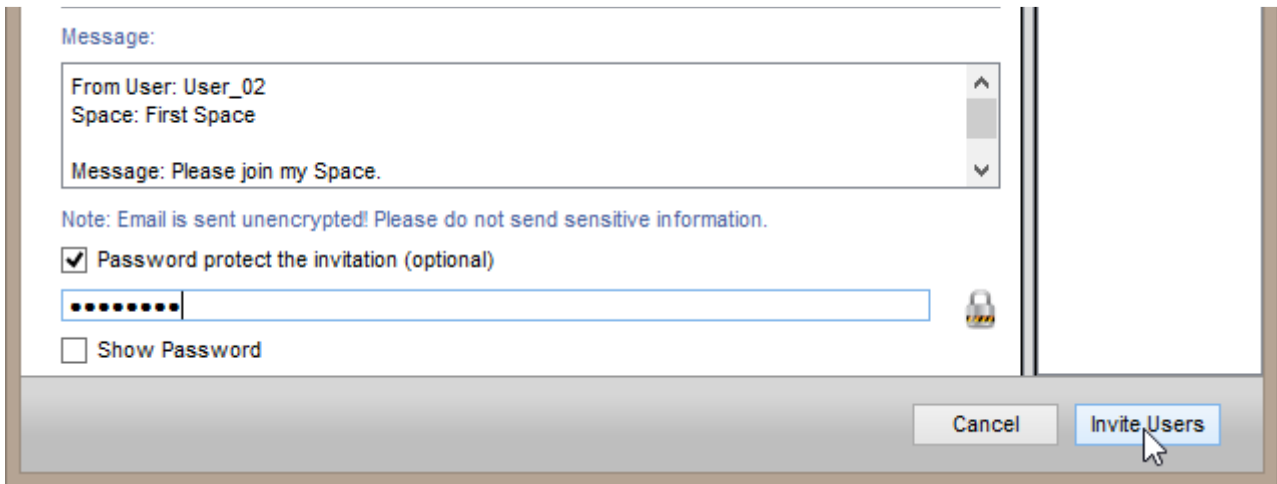 Message:
From User: User_02
Space: First Space
Message: Please join my Space.
Note: Email is sent unencrypted! Please do not send sensitive information.
Password protect the invitation (optional)
••••••••
Show Password
Cancel
Invite Users